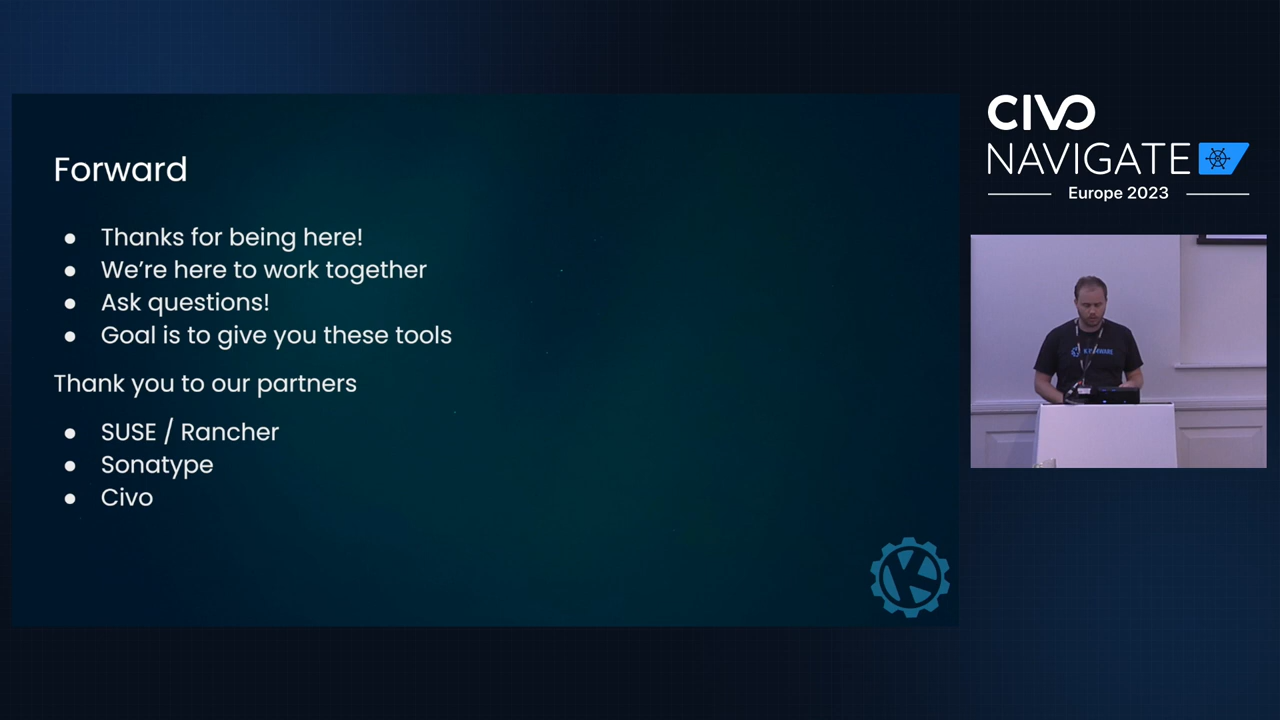 Forward
● Thanks for being here!
● We're here to work together
● Ask questions!
● Goal is to give you these tools
Thank you to our partners
● SUSE / Rancher
● Sonatype
● Civo
CIVO
NAVIGATE
Europe 2023